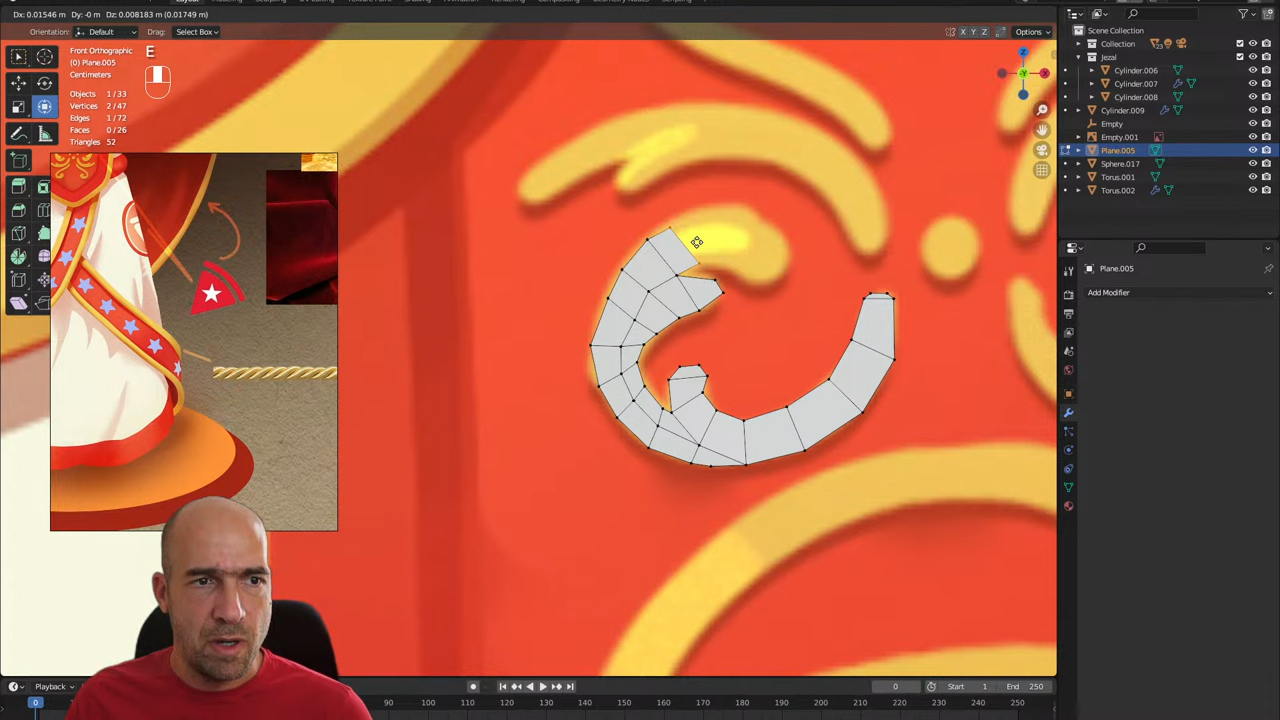 Dx: 0.01546 m  Dy: -0 m  Dz: 0.008183 m (0.01749 m)
Orientation: Default Drag: Select Box X Y Z Options
Front Orthographic
(0) Plane.005
Centimeters
E
Objects 1/33
Vertices 2/47
Edges 1/72
Faces 0/26
Triangles 52
Z
X
Y
Scene Collection
Collection 23
Jezal
Cylinder.006
Cylinder.007
Cylinder.008
Cylinder.009
Empty
Empty.001
Plane.005
Sphere.017
Torus.001
Torus.002
Plane.005
Add Modifier
Playback 0 Start 1 End 250
0 90 100 110 120 130 140 150 160 170 180 190 200 210 220 230 240 250